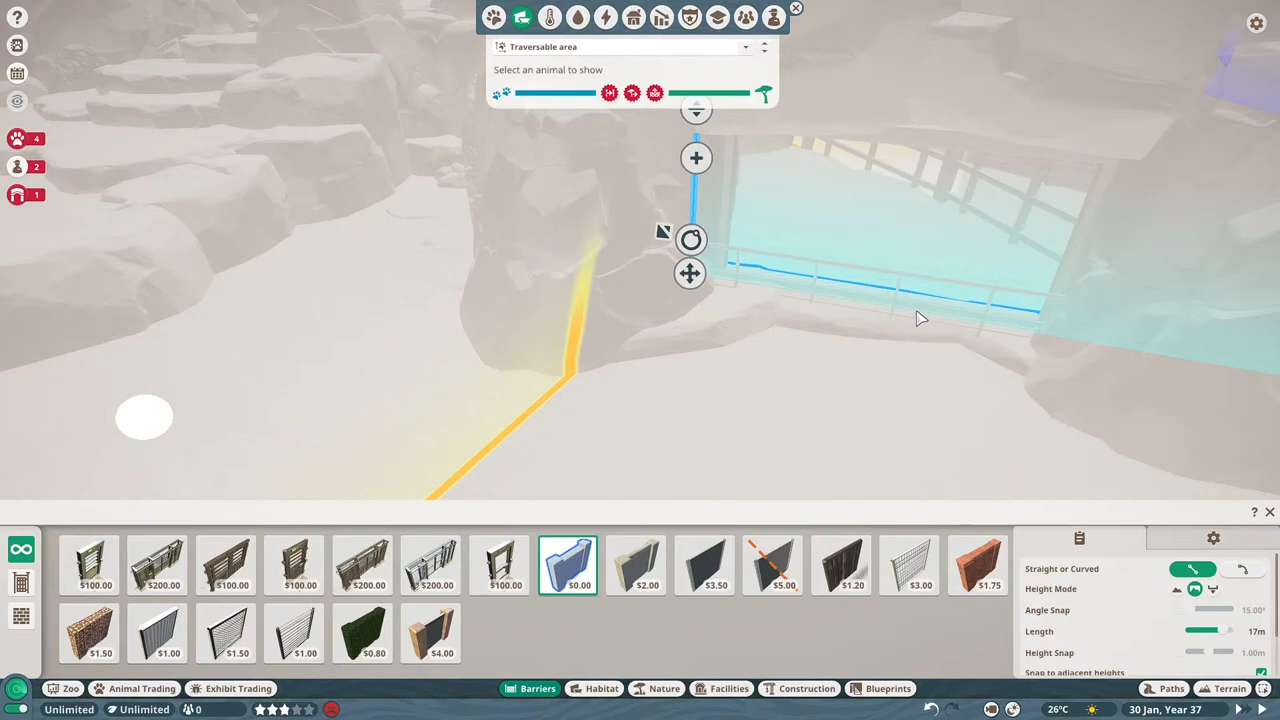 ?
Traversable area
Select an animal to show
4
2
1
?
$100.00
$200.00
$100.00
$100.00
$200.00
$200.00
$100.00
$0.00
$2.00
$3.50
$5.00
$1.20
$3.00
$1.75
$1.50
$1.00
$1.50
$1.00
$0.80
$4.00
Straight or Curved
Height Mode
Angle Snap 15.00°
Length 17m
Height Snap 1.00m
Snap to adjacent heights
Zoo
Animal Trading
Exhibit Trading
Barriers
Habitat
Nature
Facilities
Construction
Blueprints
Paths
Terrain
Unlimited
Unlimited
0
26°C
30 Jan, Year 37